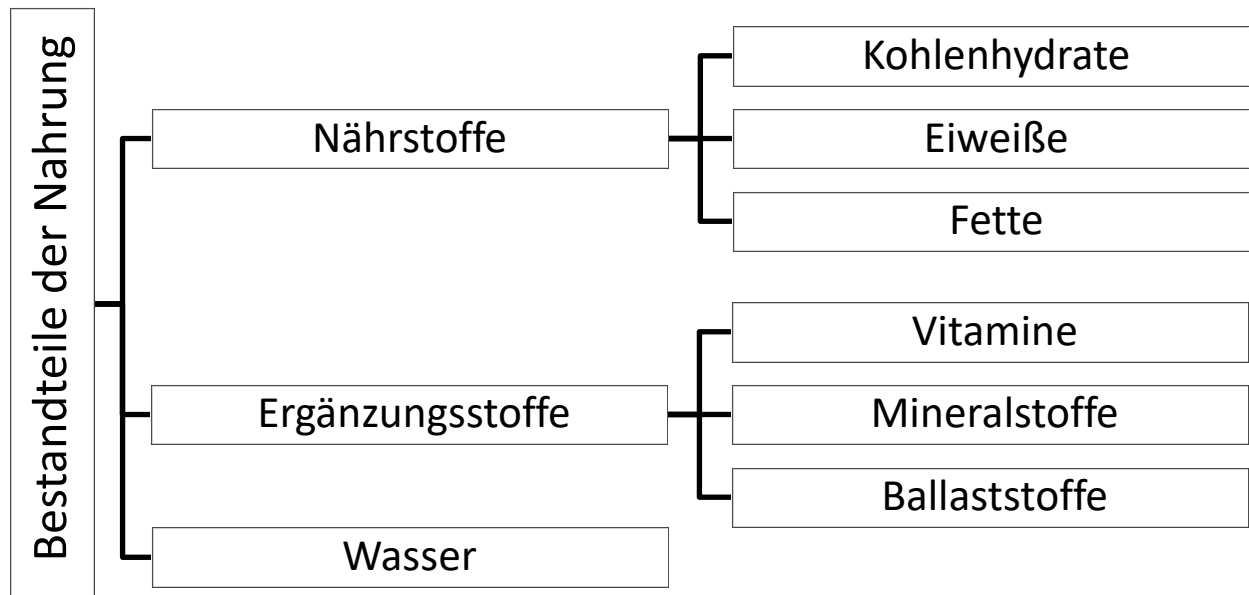 Bestandteile der Nahrung
Nährstoffe
Kohlenhydrate
Eiweiße
Fette
Ergänzungsstoffe
Vitamine
Mineralstoffe
Ballaststoffe
Wasser